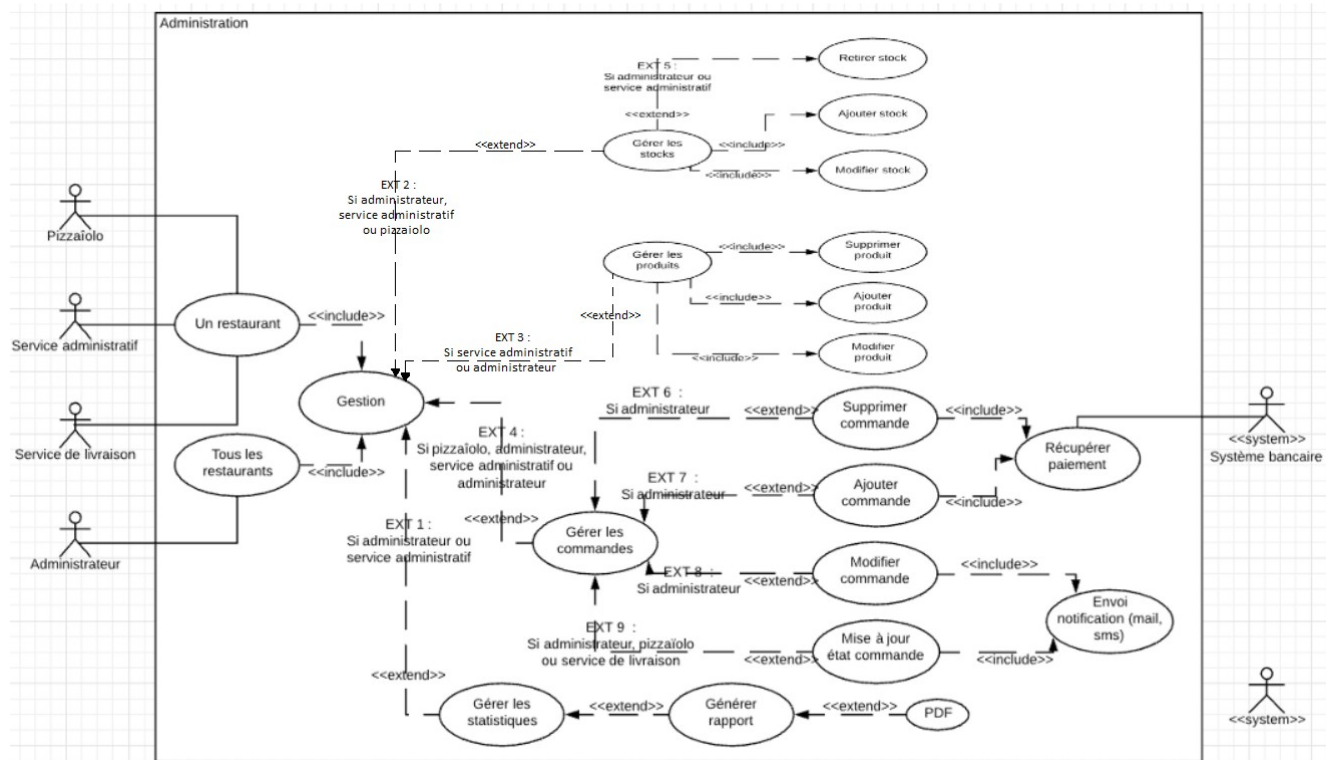 Administration
EXT 5 :
Si administrateur ou
service administratif
<<extend>>
Retirer stock
Ajouter stock
Gérer les
stocks
<<include>>
<<include>>
Modifier stock
<<extend>>
EXT 2 :
Si administrateur,
service administratif
ou pizzaiolo
Pizzaïolo
Gérer les
produits
<<include>>
Supprimer
produit
<<include>>
Ajouter
produit
<<extend>>
<<include>>
Modifier
produit
Un restaurant
<<include>>
Service administratif
EXT 3 :
Si service administratif
ou administrateur
Gestion
EXT 6 :
Si administrateur
<<extend>>
Supprimer
commande
<<include>>
Récupérer
paiement
<<system>>
Système bancaire
Service de livraison
Tous les
restaurants
<<include>>
EXT 4 :
Si pizzaïolo, administrateur,
service administratif ou
administrateur
<<extend>>
EXT 7 :
Si administrateur
<<extend>>
Ajouter
commande
<<include>>
Administrateur
EXT 1 :
Si administrateur ou
service administratif
Gérer les
commandes
EXT 8 :
Si administrateur
<<extend>>
Modifier
commande
<<include>>
Envoi
notification (mail,
sms)
EXT 9 :
Si administrateur, pizzaïolo
ou service de livraison
<<extend>>
Mise à jour
état commande
<<include>>
<<extend>>
Gérer les
statistiques
<<extend>>
Générer
rapport
<<extend>>
PDF
<<system>>